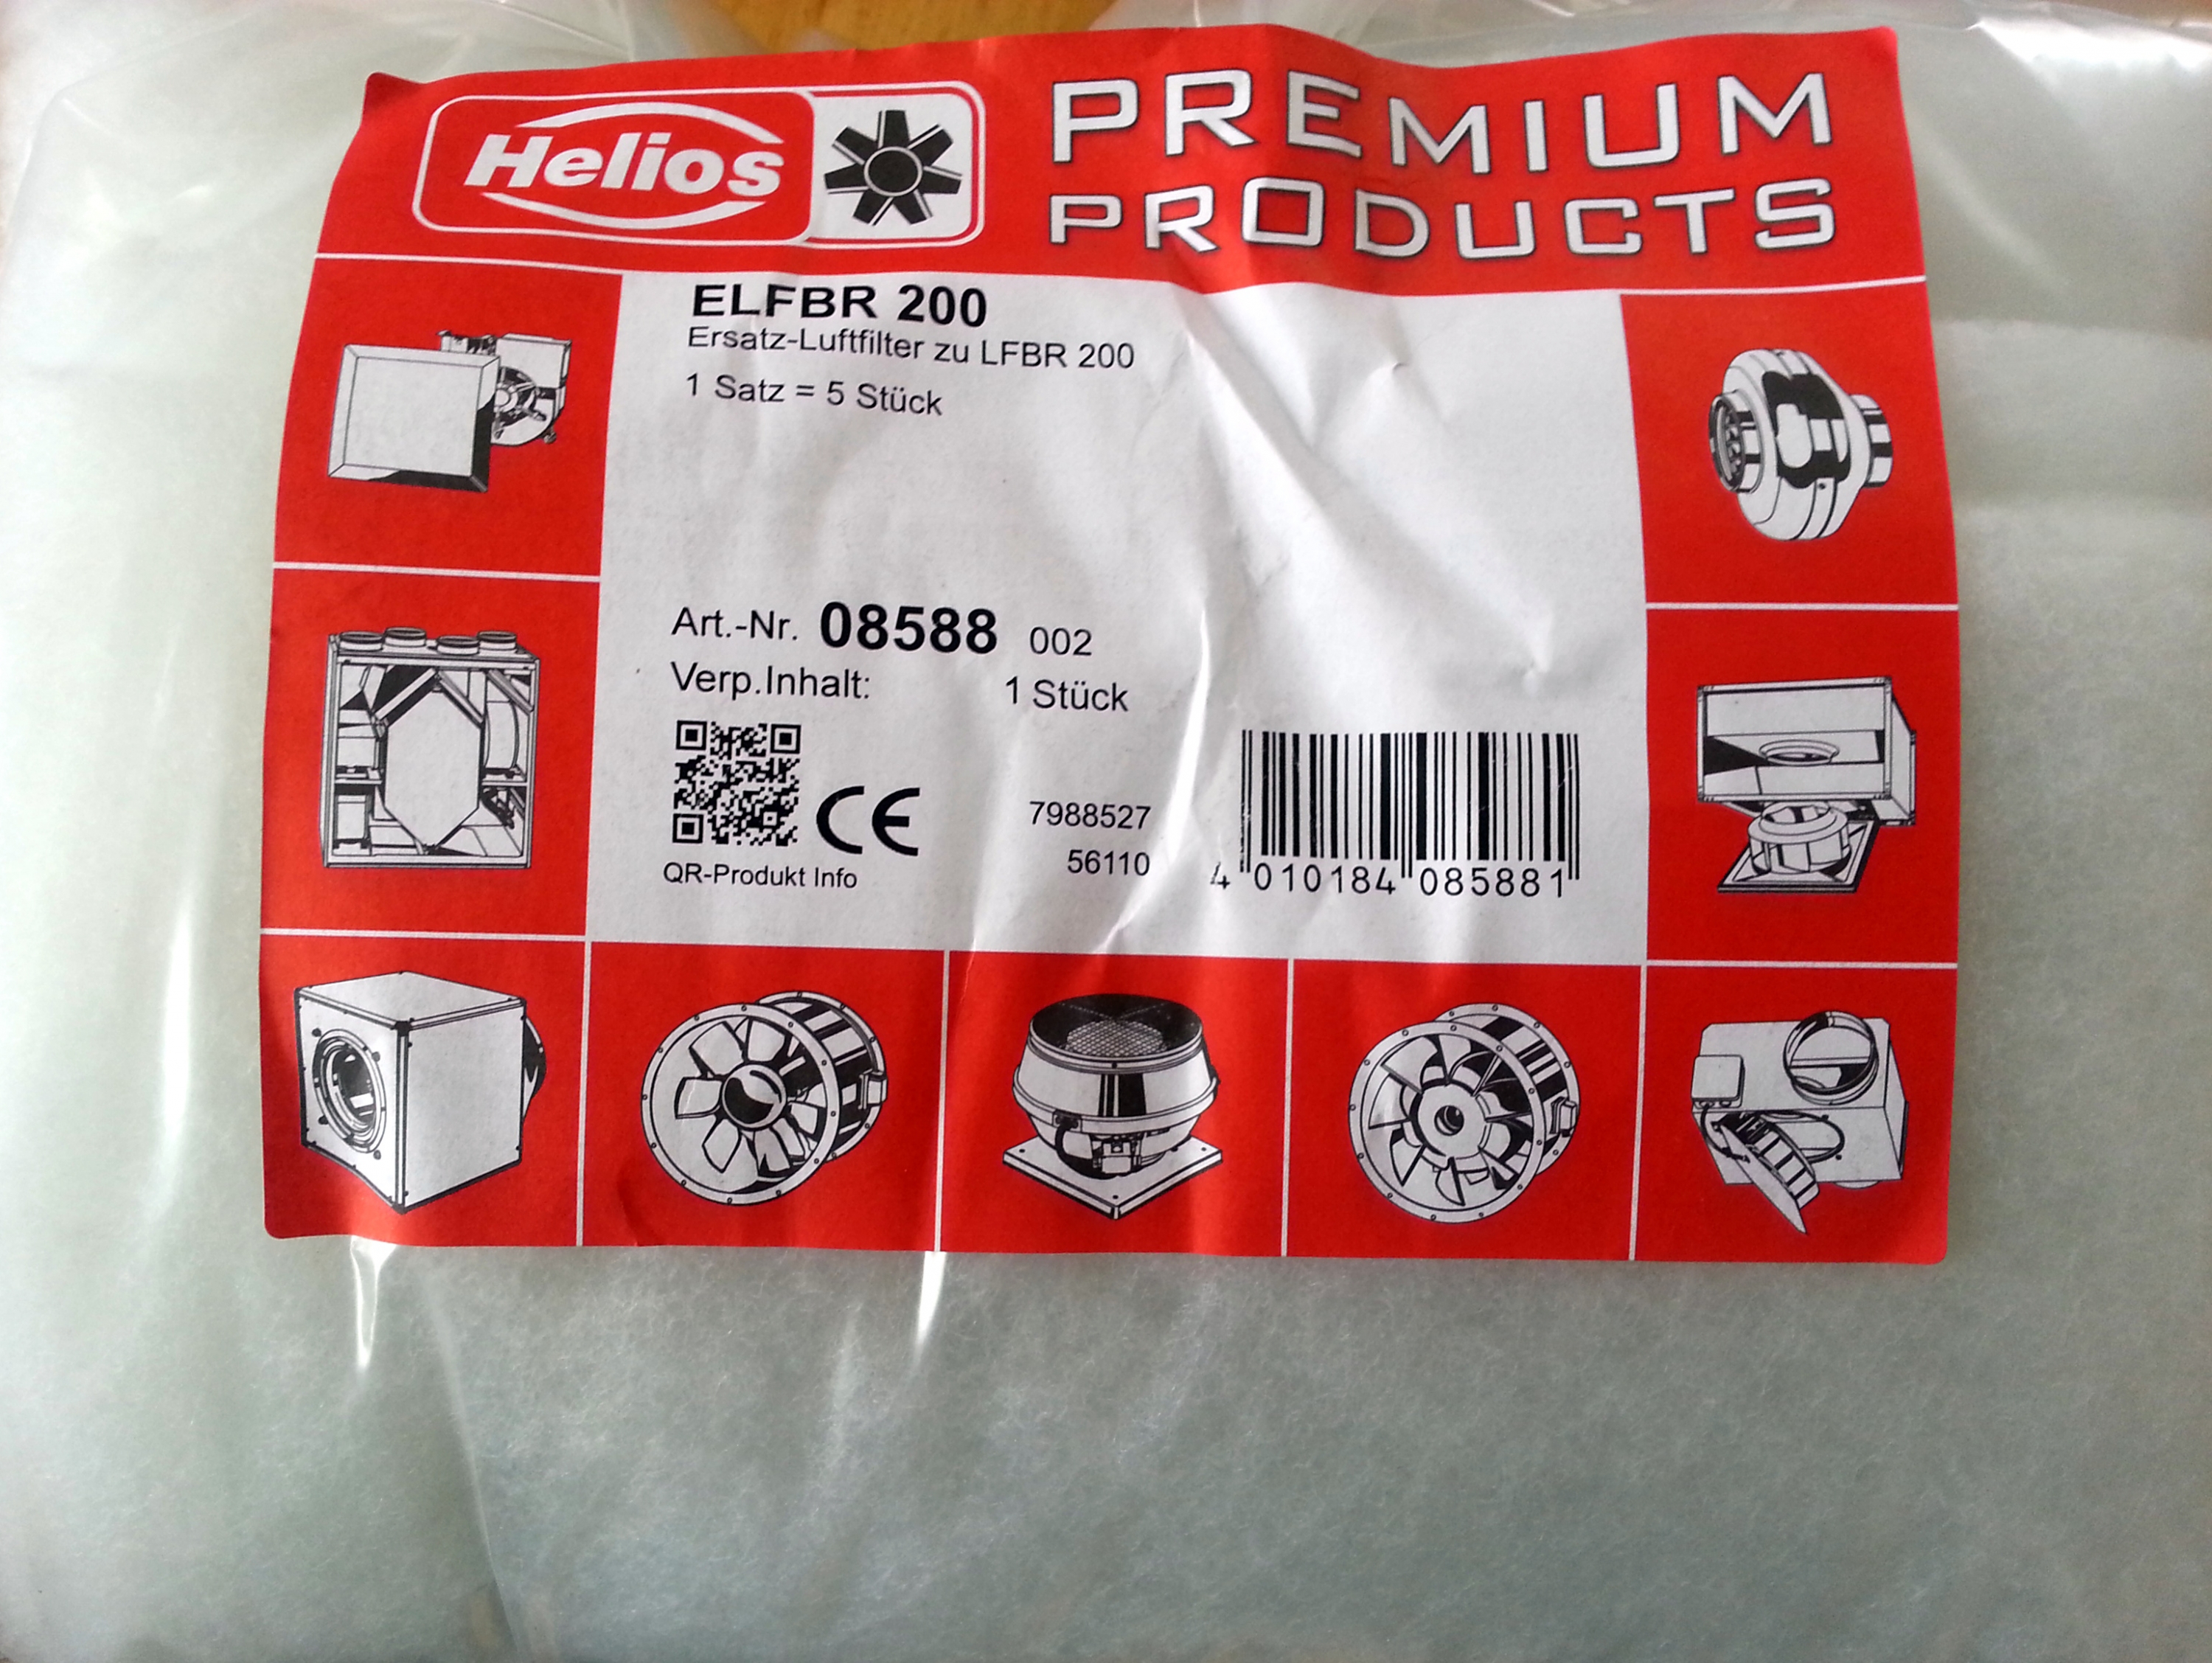 Helios
PREMIUM
PRODUCTS
ELFBR 200
Ersatz-Luftfilter zu LFBR 200
1 Satz = 5 Stück
Art.-Nr. 08588 002
Verp.Inhalt: 1 Stück
CE
7988527
56110
QR-Produkt Info
4 010184 085881